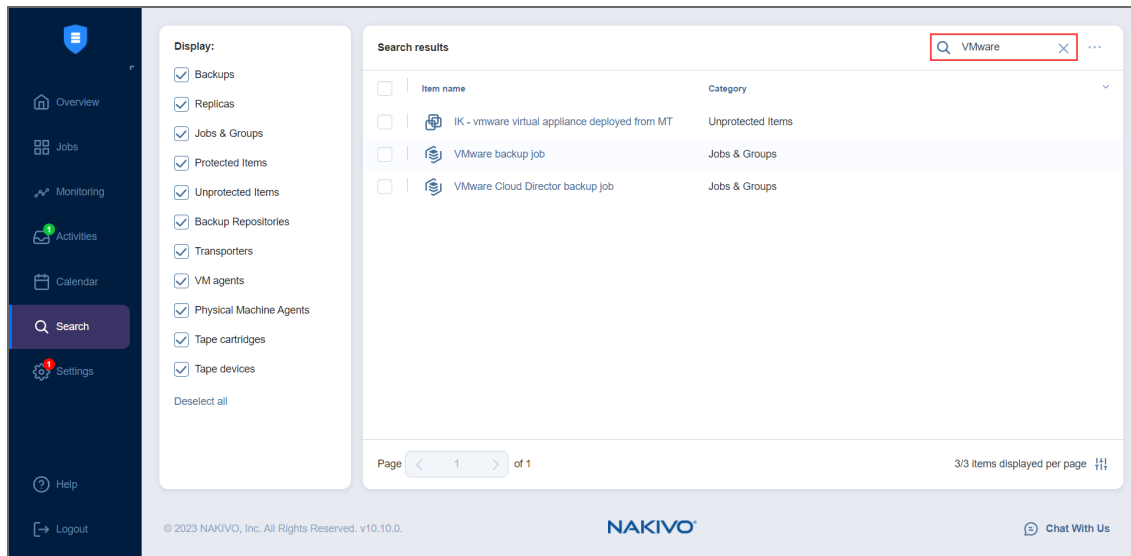 Overview
Jobs
Monitoring
1
Activities
Calendar
Search
1
Settings
Help
Logout
Display:
Backups
Replicas
Jobs & Groups
Protected Items
Unprotected Items
Backup Repositories
Transporters
VM agents
Physical Machine Agents
Tape cartridges
Tape devices
Deselect all
Search results
VMware
Item name Category
IK - vmware virtual appliance deployed from MT Unprotected Items
VMware backup job Jobs & Groups
VMware Cloud Director backup job Jobs & Groups
Page 1 of 1
3/3 items displayed per page
© 2023 NAKIVO, Inc. All Rights Reserved. v10.10.0.
NAKIVO®
Chat With Us